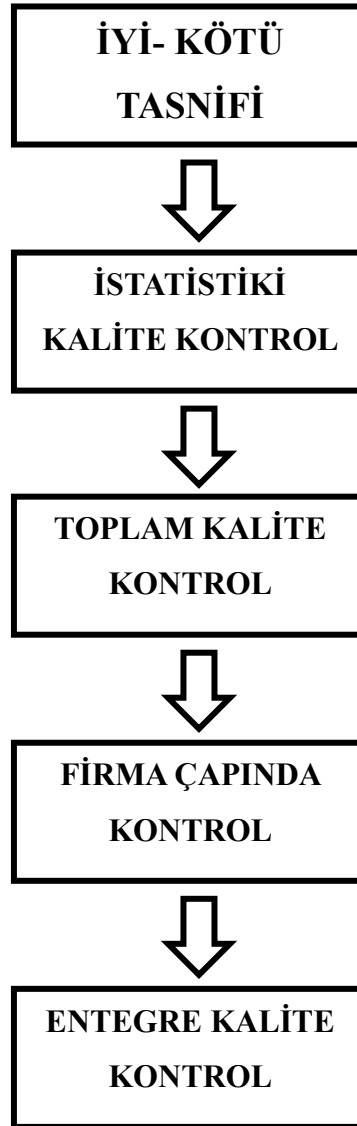 İYİ- KÖTÜ
TASNİFİ
İSTATİSTİKİ
KALİTE KONTROL
TOPLAM KALİTE
KONTROL
FİRMA ÇAPINDA
KONTROL
ENTEGRE KALİTE
KONTROL